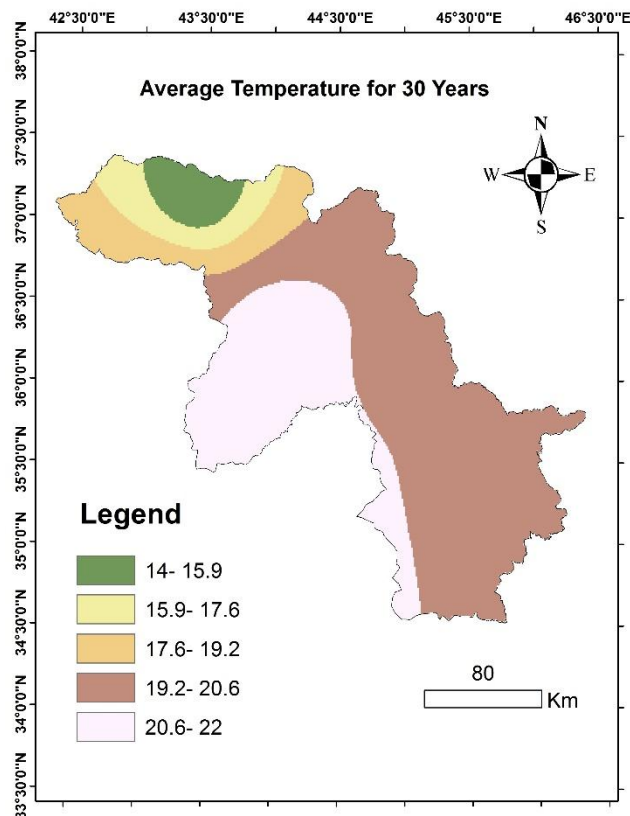 42°30'0"E 43°30'0"E 44°30'0"E 45°30'0"E 46°30'0"E
38°0'0"N
37°30'0"N
37°0'0"N
36°30'0"N
36°0'0"N
35°30'0"N
35°0'0"N
34°30'0"N
34°0'0"N
33°30'0"N
Average Temperature for 30 Years
N
W E
S
Legend
14- 15.9
15.9- 17.6
17.6- 19.2
19.2- 20.6
20.6- 22
80
Km